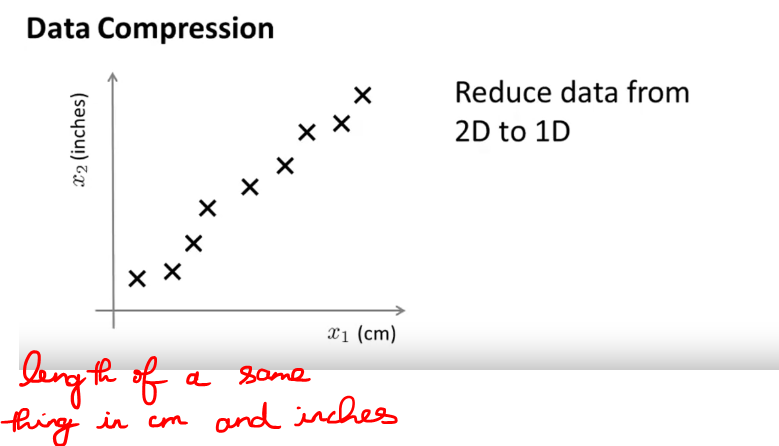 Data Compression
x₂ (inches)
Reduce data from
2D to 1D
x₁ (cm)
length of a same
thing in cm and inches